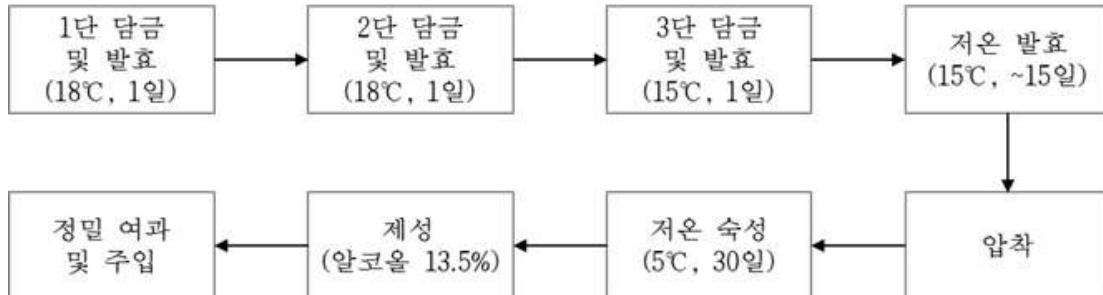 1단 담금
및 발효
(18℃, 1일)
2단 담금
및 발효
(18℃, 1일)
3단 담금
및 발효
(15℃, 1일)
저온 발효
(15℃, ~15일)
압착
저온 숙성
(5℃, 30일)
제성
(알코올 13.5%)
정밀 여과
및 주입